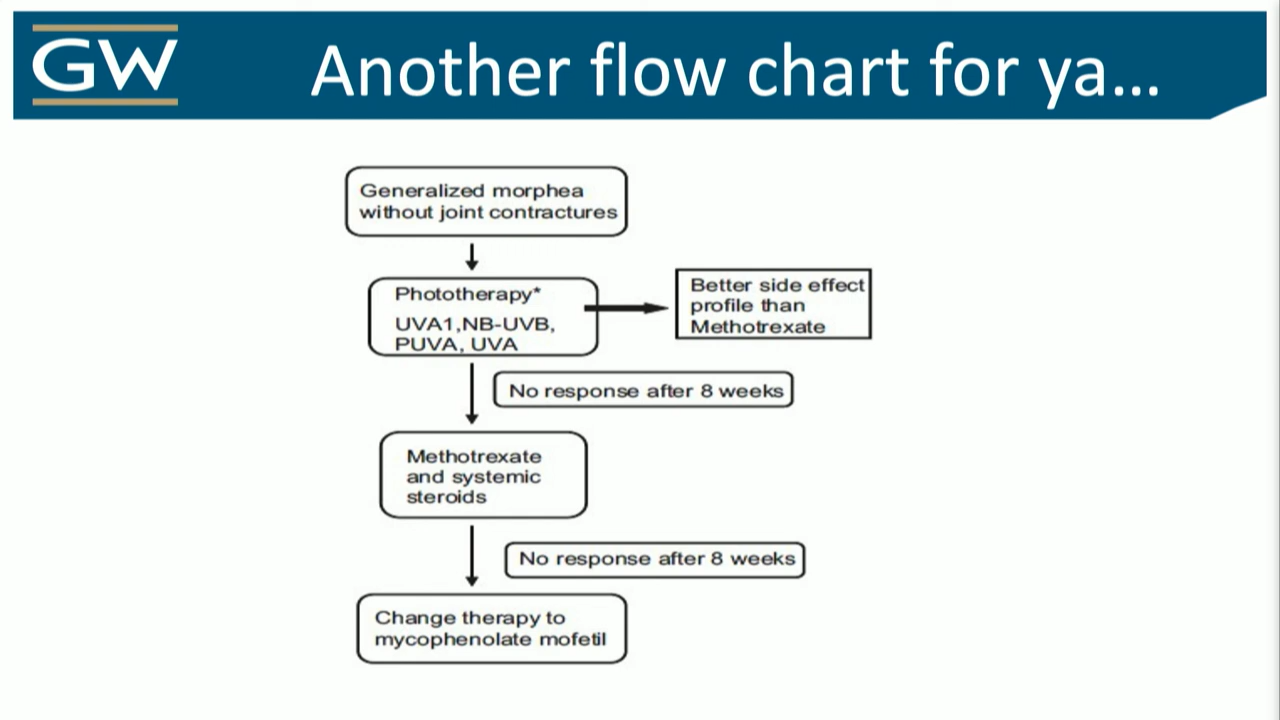 GW
Another flow chart for ya...
Generalized morphea
without joint contractures
Phototherapy*
UVA1,NB-UVB,
PUVA, UVA
Better side effect
profile than
Methotrexate
No response after 8 weeks
Methotrexate
and systemic
steroids
No response after 8 weeks
Change therapy to
mycophenolate mofetil